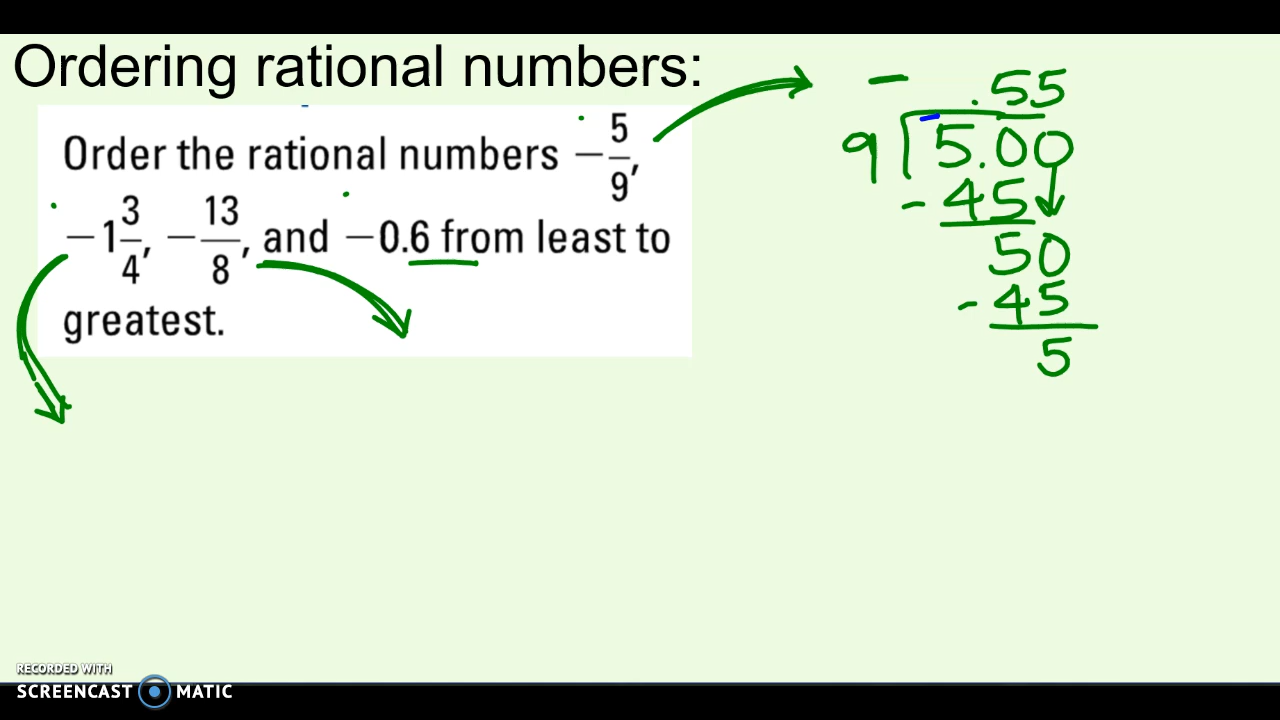 Ordering rational numbers:
Order the rational numbers −5/9,
−1 3/4, −13/8, and −0.6 from least to
greatest.
− .55
9 5.00
- 45
50
- 45
5
RECORDED WITH
SCREENCAST MATIC